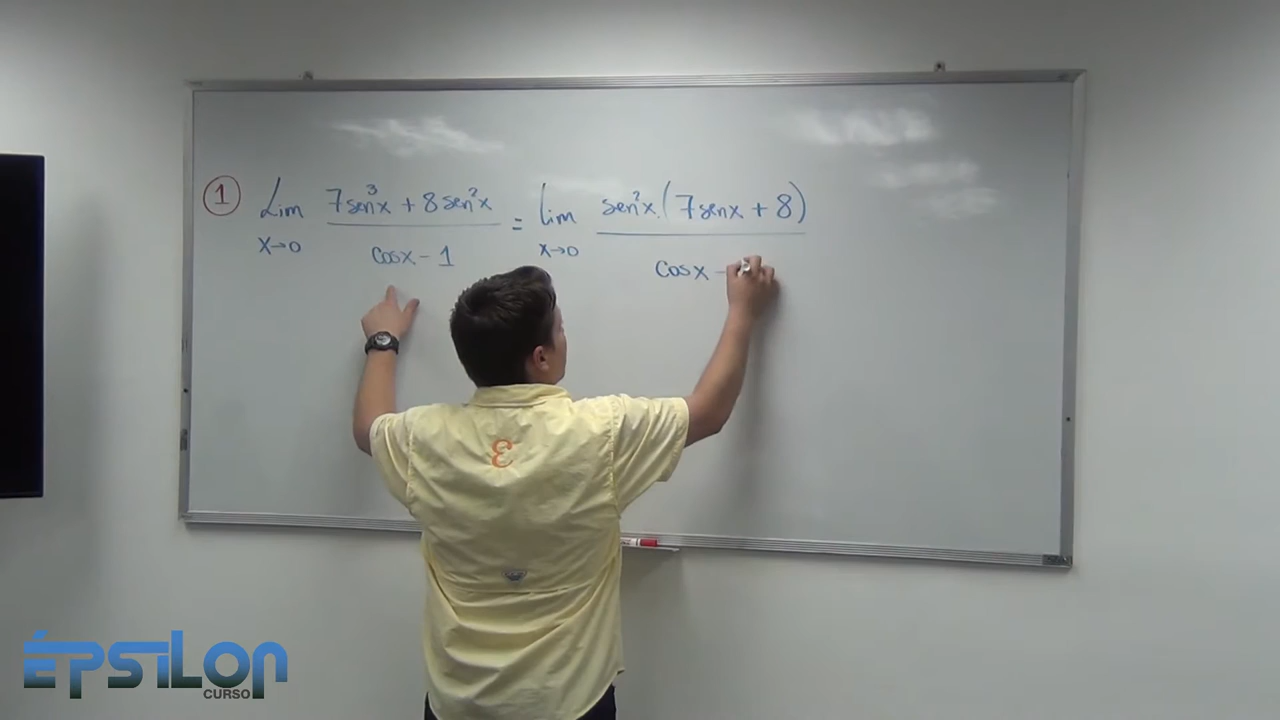 ① Lim x→0 (7sen³x + 8sen²x) / (cosx - 1) = Lim x→0 (sen²x.(7senx + 8)) / (cosx -
ε
ÉPSILON
CURSO